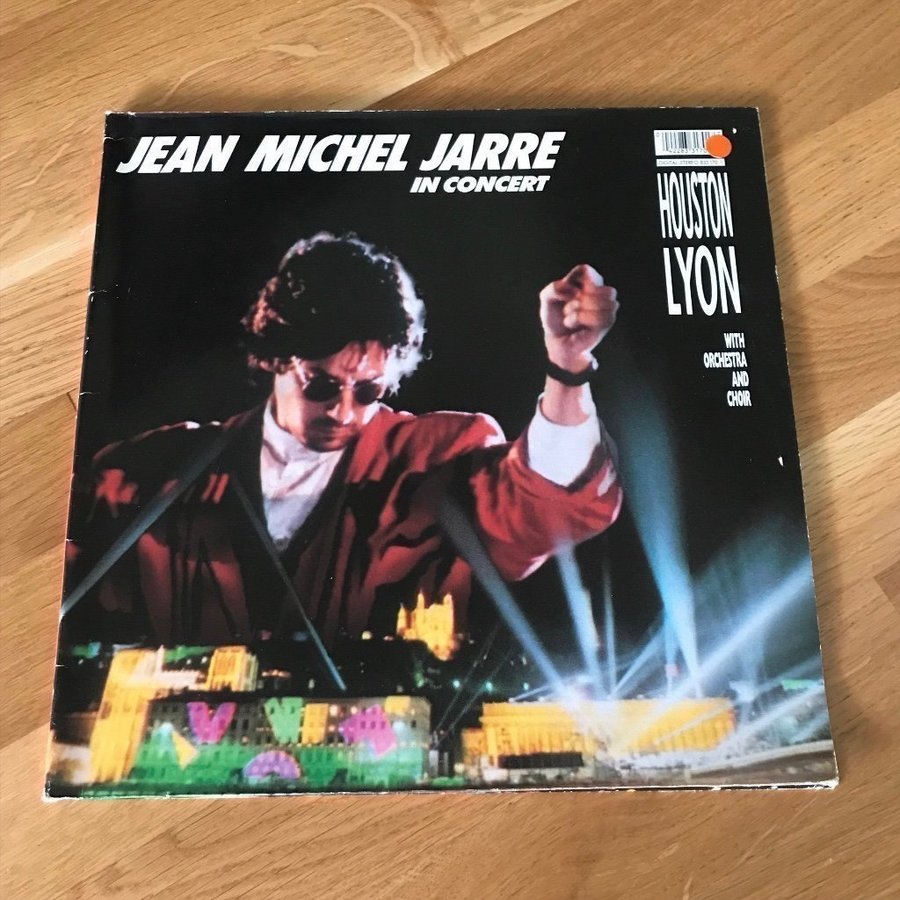 JEAN MICHEL JARRE
IN CONCERT
HOUSTON
LYON
WITH
ORCHESTRA
AND
CHOIR